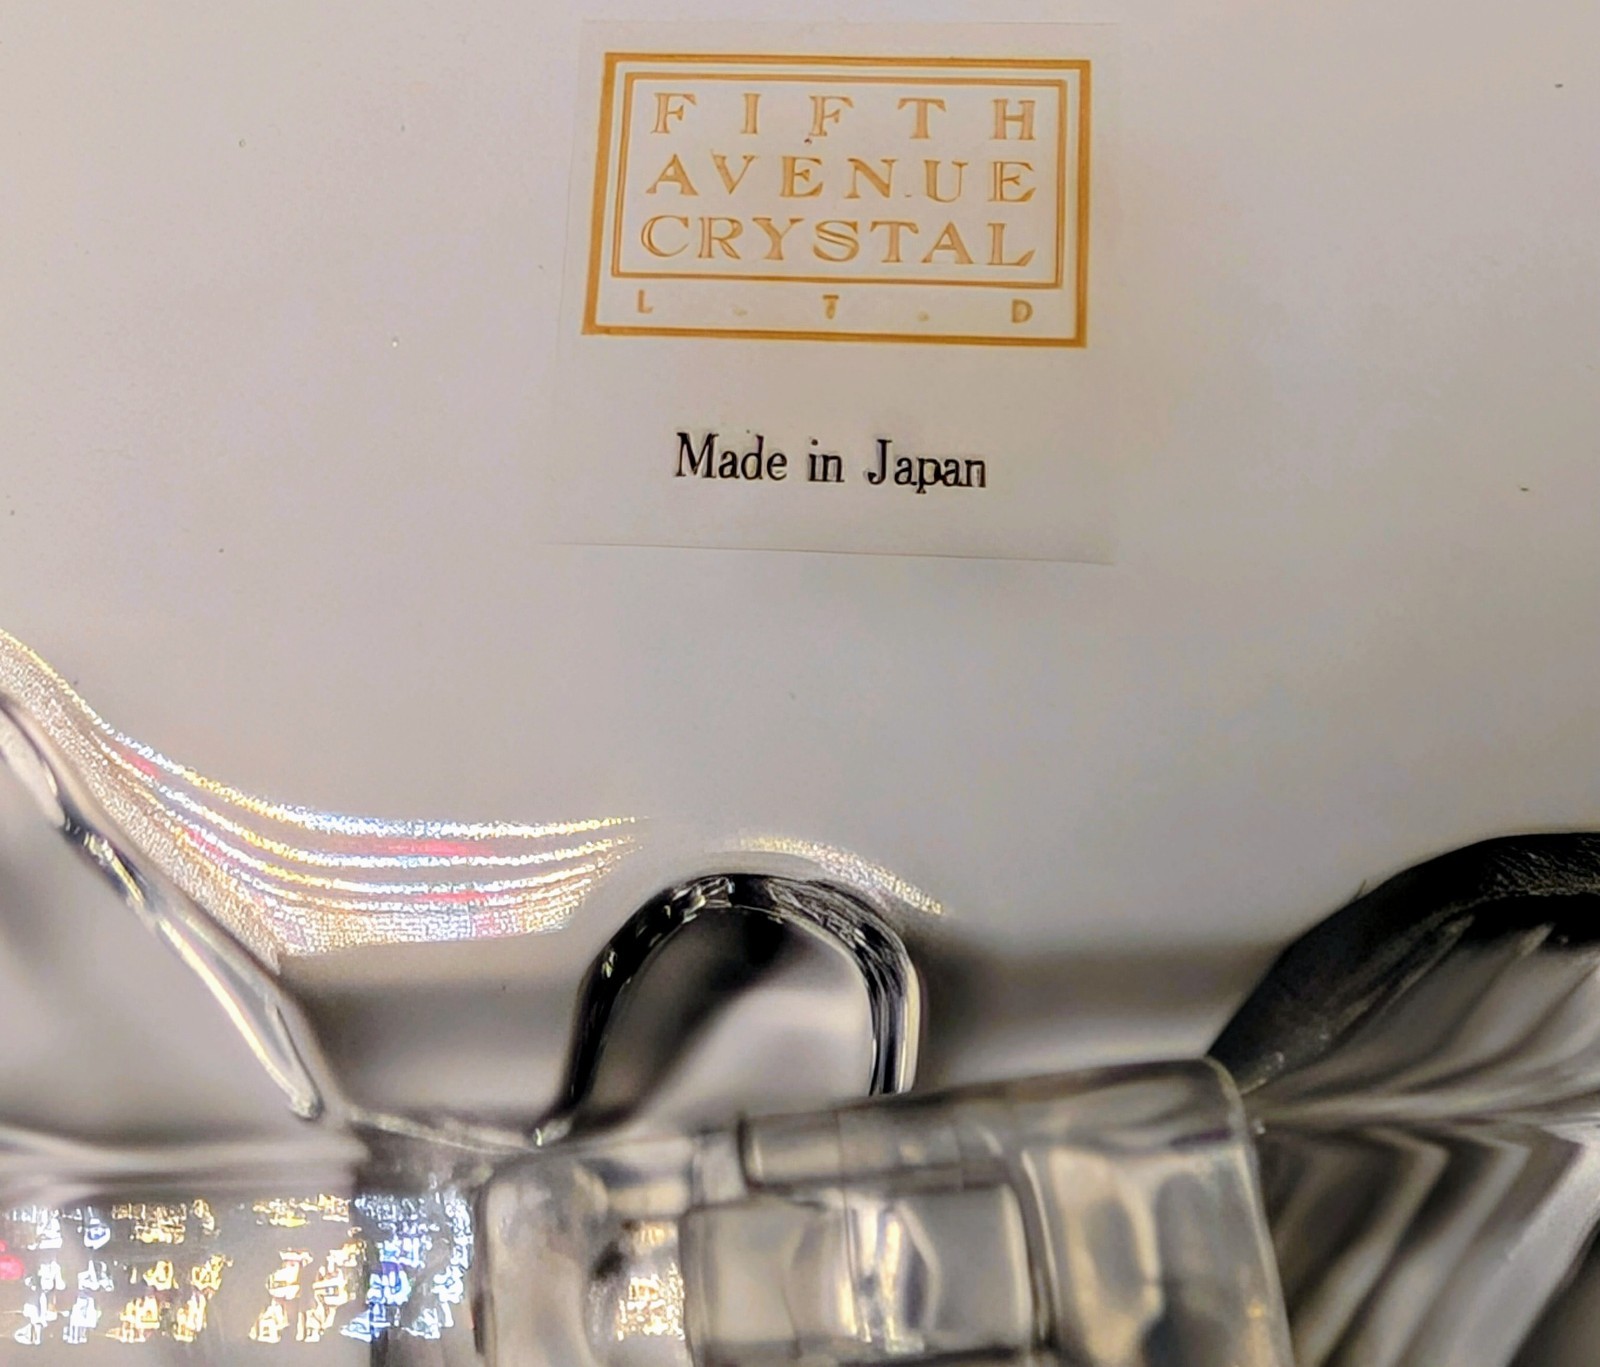 FIFTH
AVENUE
CRYSTAL
L.T.D
Made in Japan